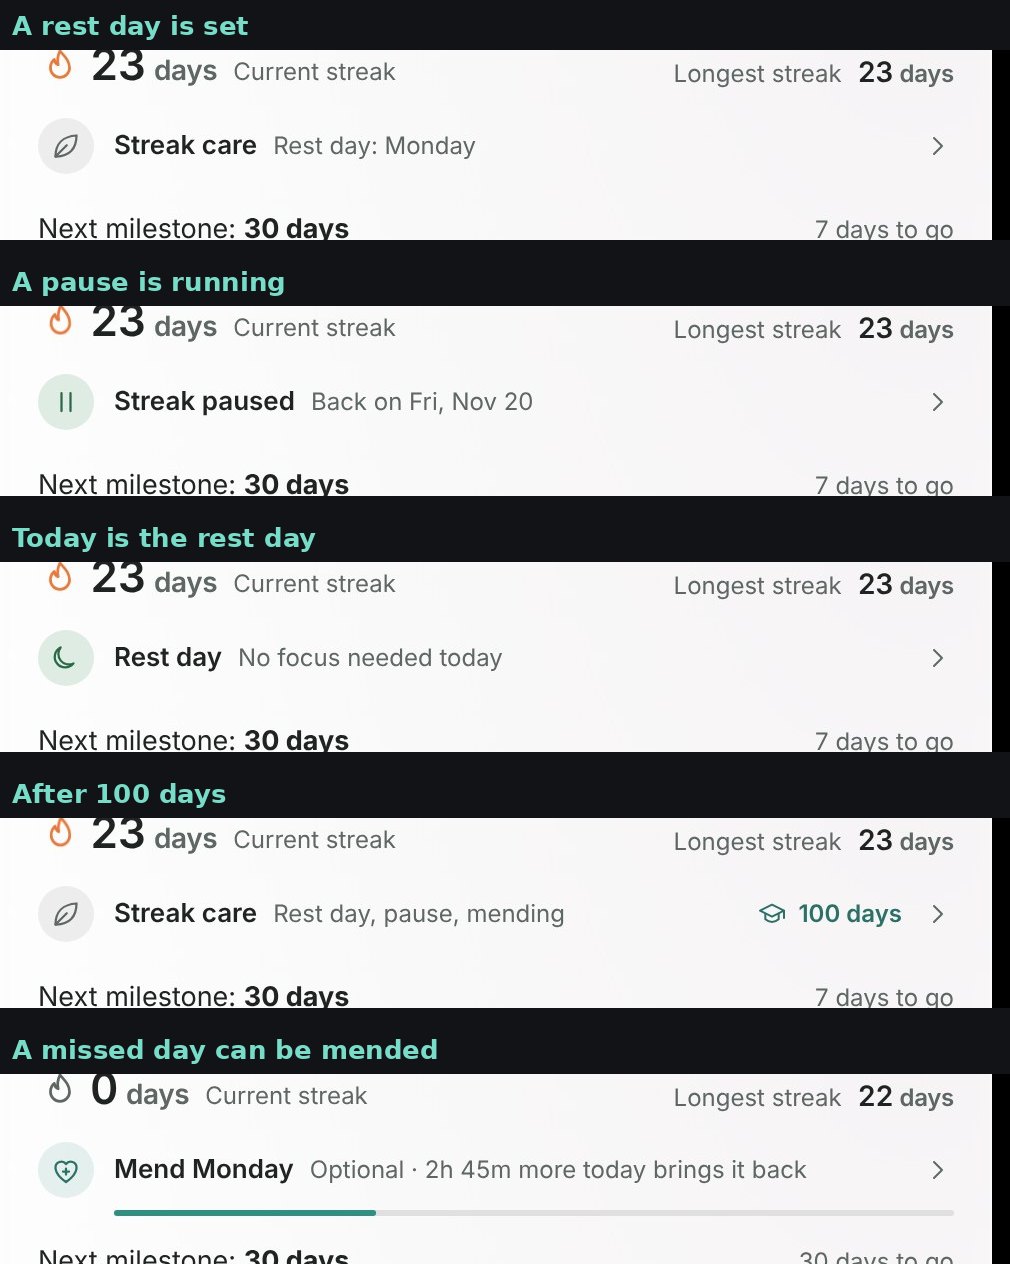 A rest day is set
23 days Current streak Longest streak 23 days
Streak care Rest day: Monday
Next milestone: 30 days 7 days to go
A pause is running
23 days Current streak Longest streak 23 days
Streak paused Back on Fri, Nov 20
Next milestone: 30 days 7 days to go
Today is the rest day
23 days Current streak Longest streak 23 days
Rest day No focus needed today
Next milestone: 30 days 7 days to go
After 100 days
23 days Current streak Longest streak 23 days
Streak care Rest day, pause, mending 100 days
Next milestone: 30 days 7 days to go
A missed day can be mended
0 days Current streak Longest streak 22 days
Mend Monday Optional · 2h 45m more today brings it back
Next milestone: 30 days 30 days to go